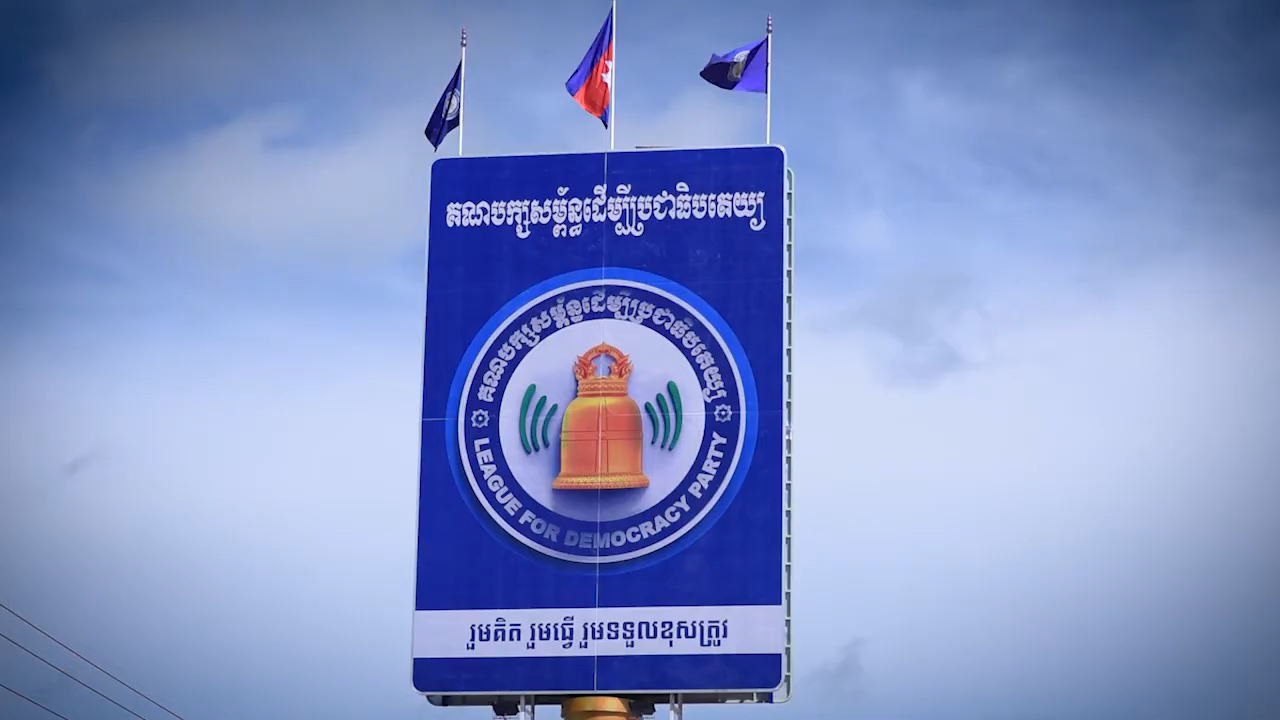 គណបក្សសម្ព័ន្ធដើម្បីប្រជាធិបតេយ្យ
គណបក្សសម្ព័ន្ធដើម្បីប្រជាធិបតេយ្យ
LEAGUE FOR DEMOCRACY PARTY
រួមគិត រួមធ្វើ រួមទទួលខុសត្រូវ